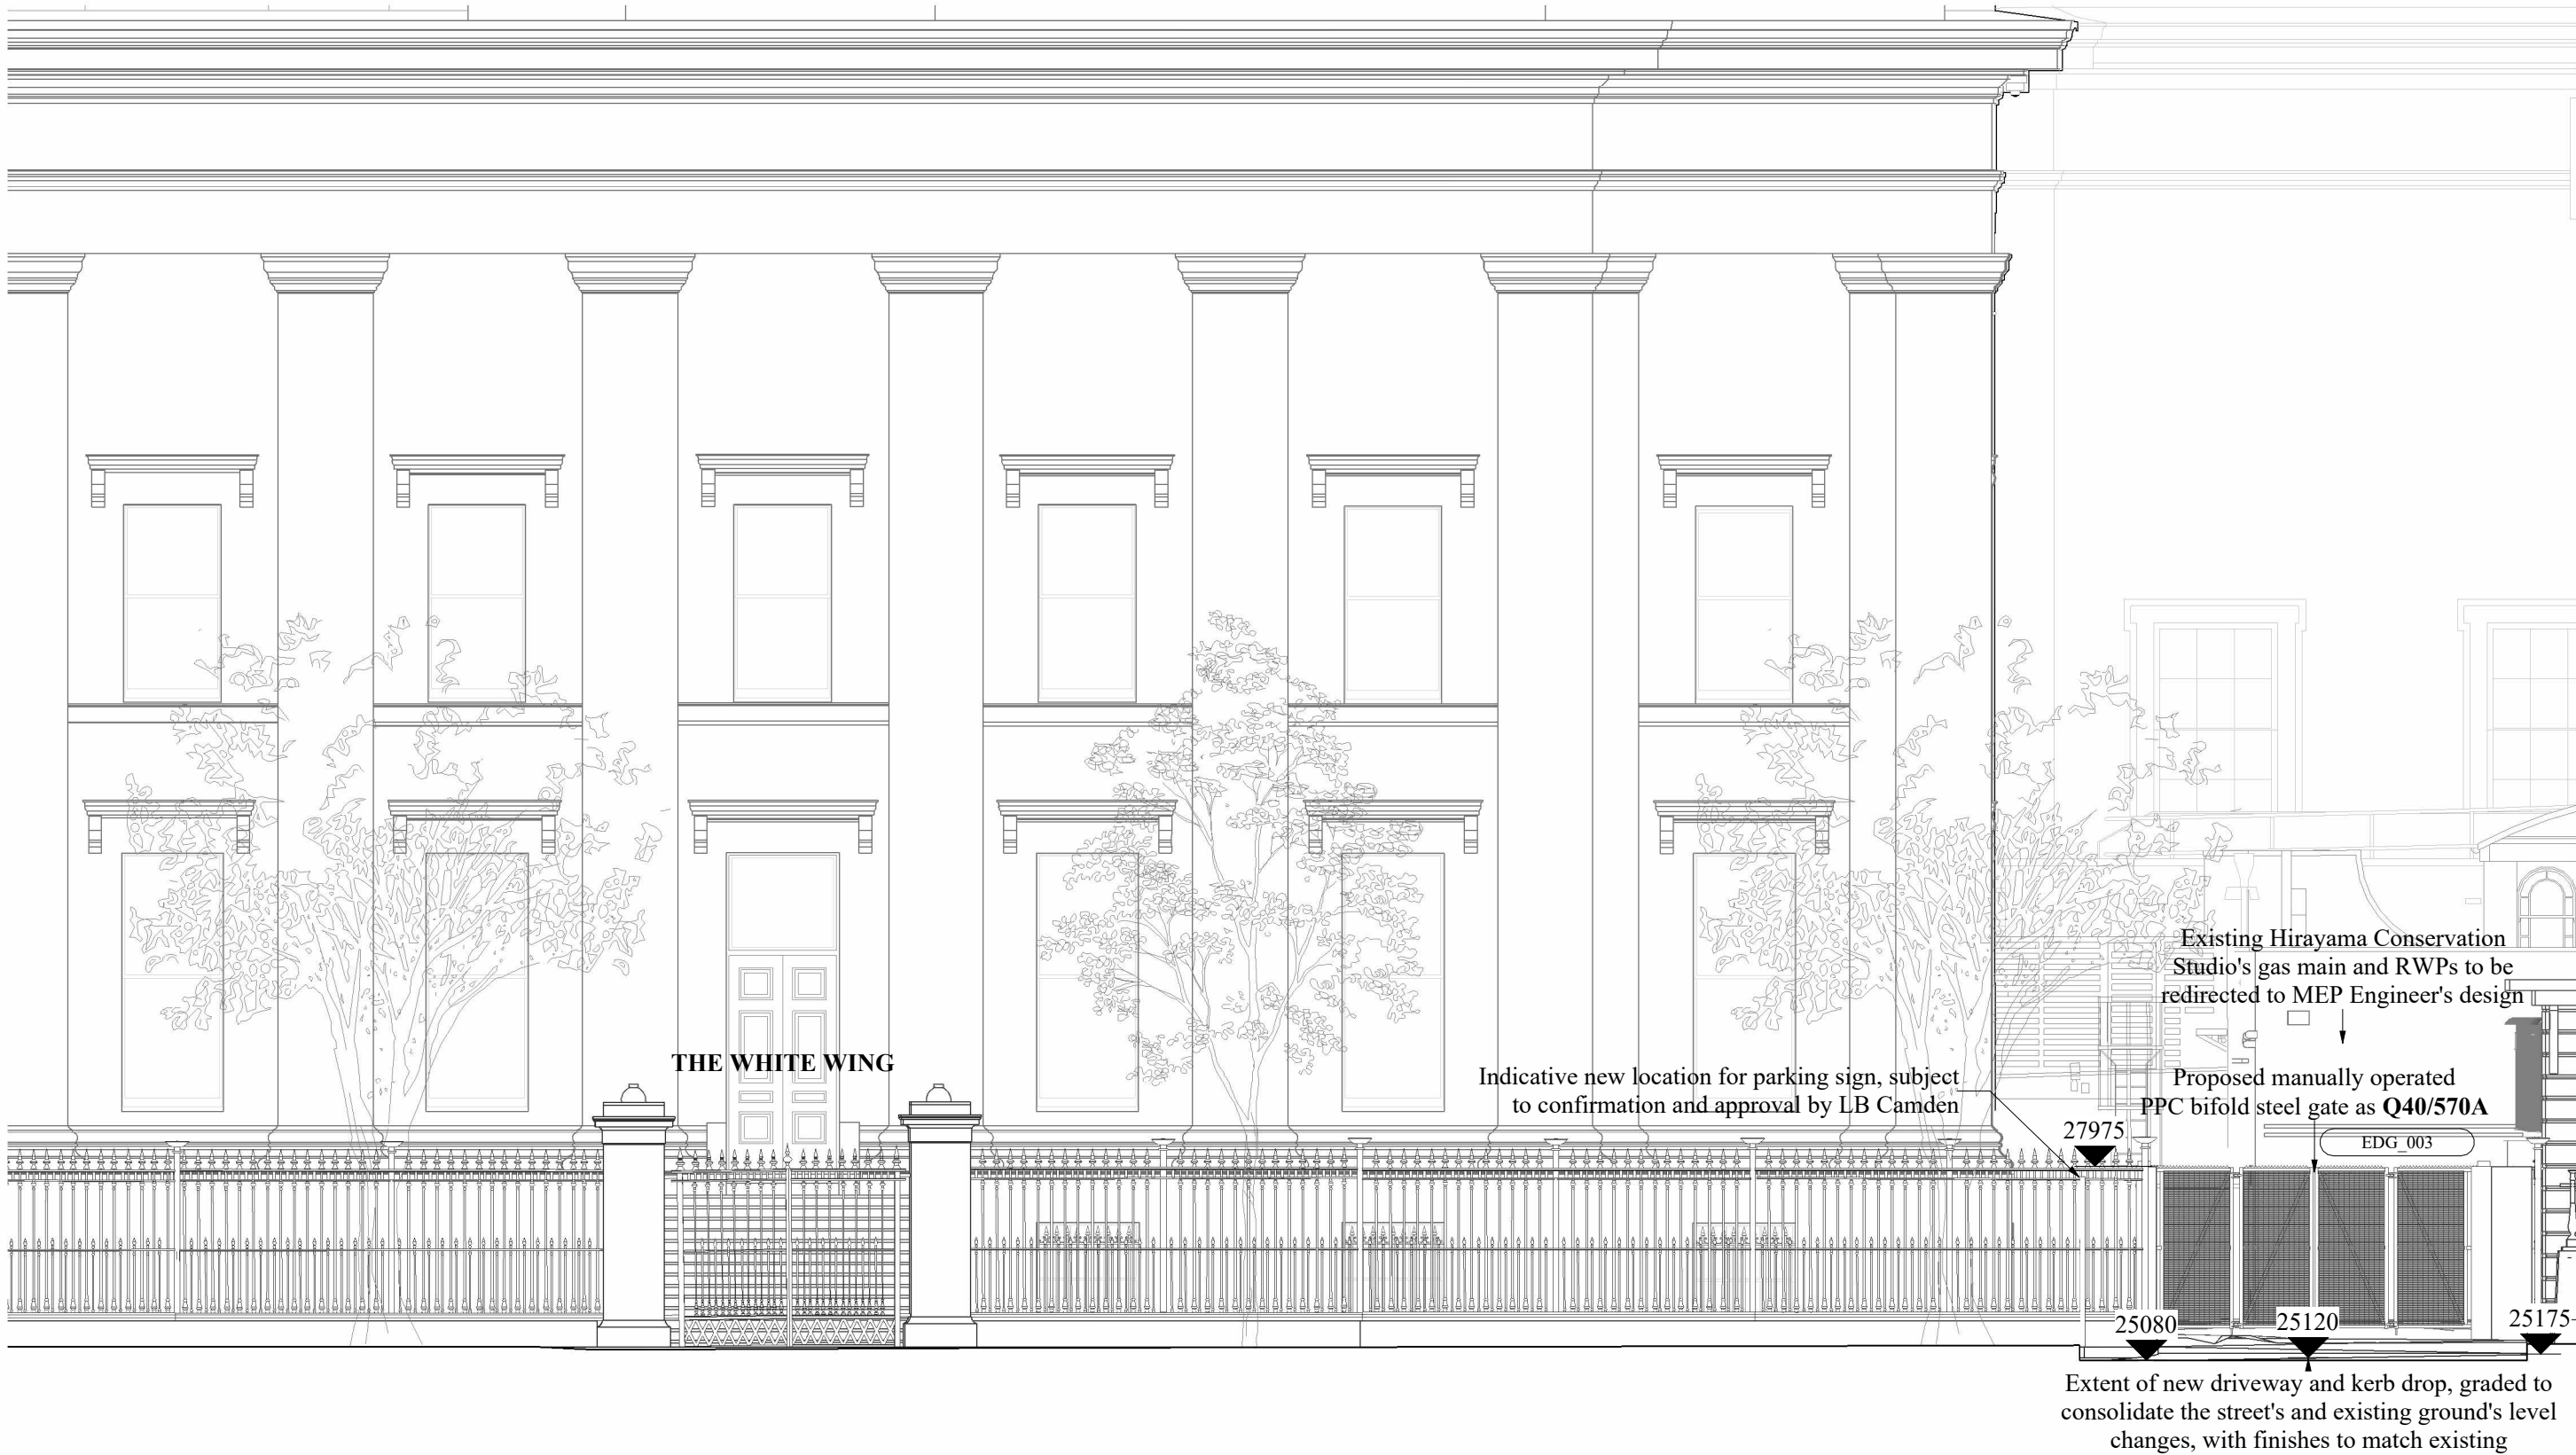 Existing Hirayama Conservation
Studio's gas main and RWPs to be
redirected to MEP Engineer's design
THE WHITE WING
Indicative new location for parking sign, subject
to confirmation and approval by LB Camden
Proposed manually operated
PPC bifold steel gate as Q40/570A
27975
EDG_003
25080
25120
25175
Extent of new driveway and kerb drop, graded to
consolidate the street's and existing ground's level
changes, with finishes to match existing